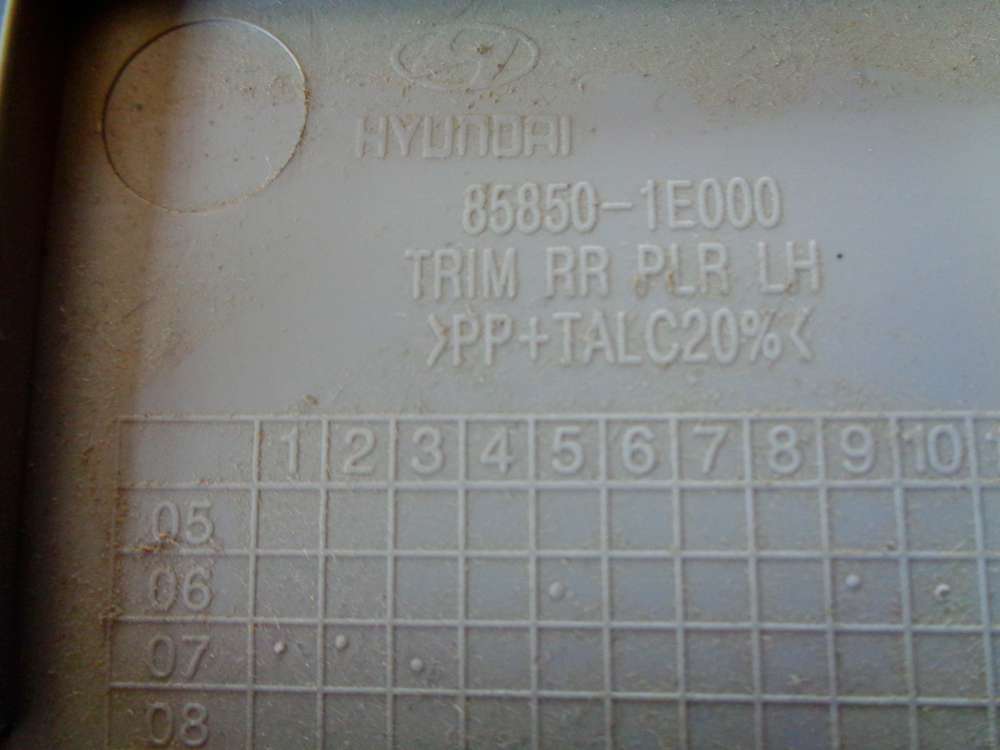 HYUNDAI
85850-1E000
TRIM RR PLR LH
>PP+TALC20%<
1 2 3 4 5 6 7 8 9 10
05
06
07
08